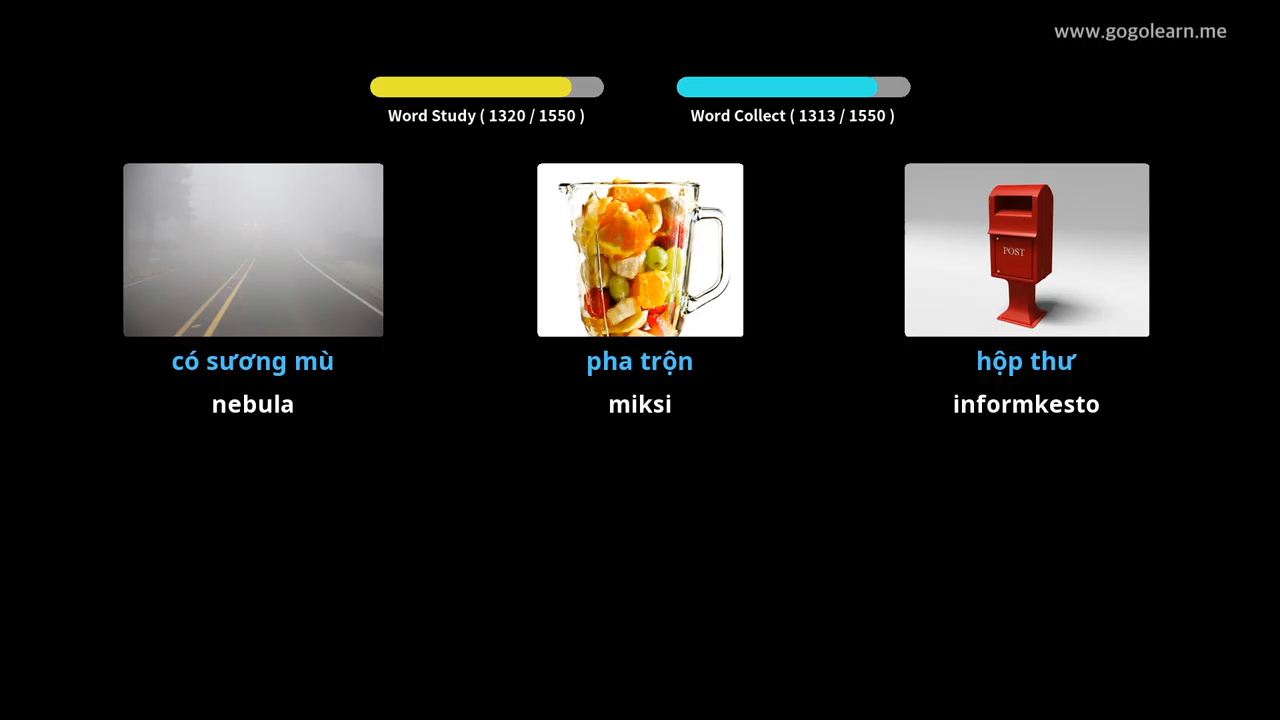 www.gogolearn.me
Word Study ( 1320 / 1550 )
Word Collect ( 1313 / 1550 )
POST
có sương mù
pha trộn
hộp thư
nebula
miksi
informkesto